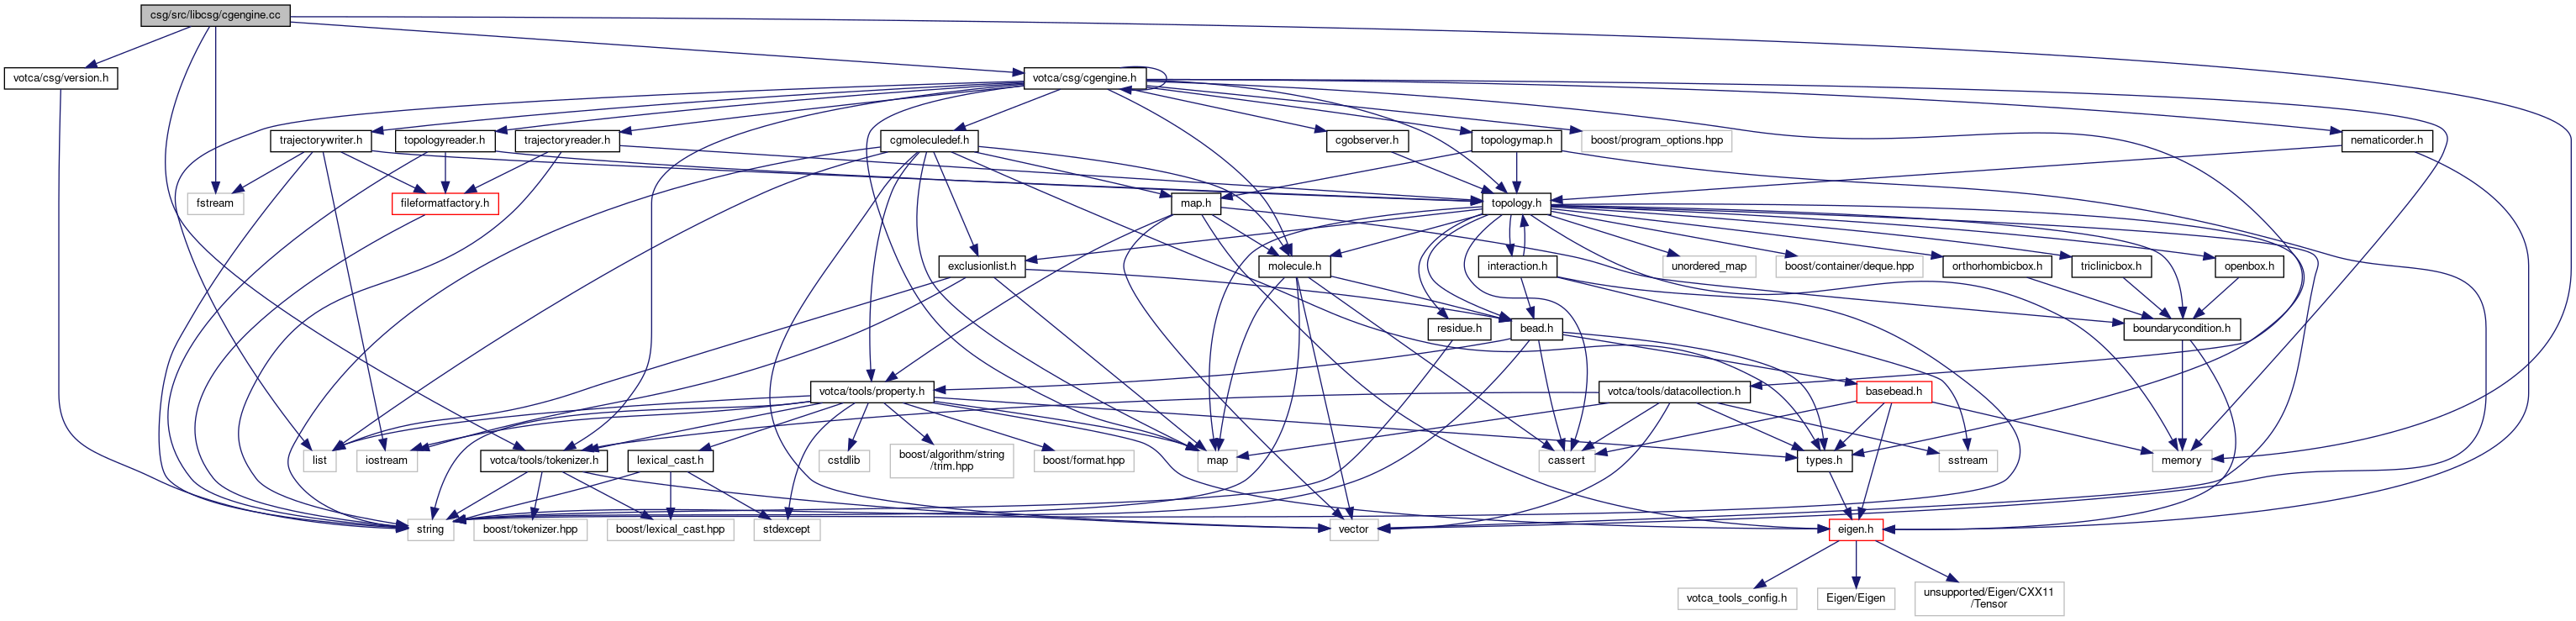 csg/src/libcsg/cgengine.cc
votca/csg/version.h
votca/csg/cgengine.h
trajectorywriter.h
topologyreader.h
trajectoryreader.h
cgmoleculedef.h
cgobserver.h
topologymap.h
boost/program_options.hpp
nematicorder.h
fstream
fileformatfactory.h
map.h
topology.h
exclusionlist.h
molecule.h
interaction.h
unordered_map
boost/container/deque.hpp
orthorhombicbox.h
triclinicbox.h
openbox.h
residue.h
bead.h
boundarycondition.h
votca/tools/property.h
votca/tools/datacollection.h
basebead.h
list
iostream
votca/tools/tokenizer.h
lexical_cast.h
cstdlib
boost/algorithm/string
/trim.hpp
boost/format.hpp
map
cassert
types.h
sstream
memory
string
boost/tokenizer.hpp
boost/lexical_cast.hpp
stdexcept
vector
eigen.h
votca_tools_config.h
Eigen/Eigen
unsupported/Eigen/CXX11
/Tensor